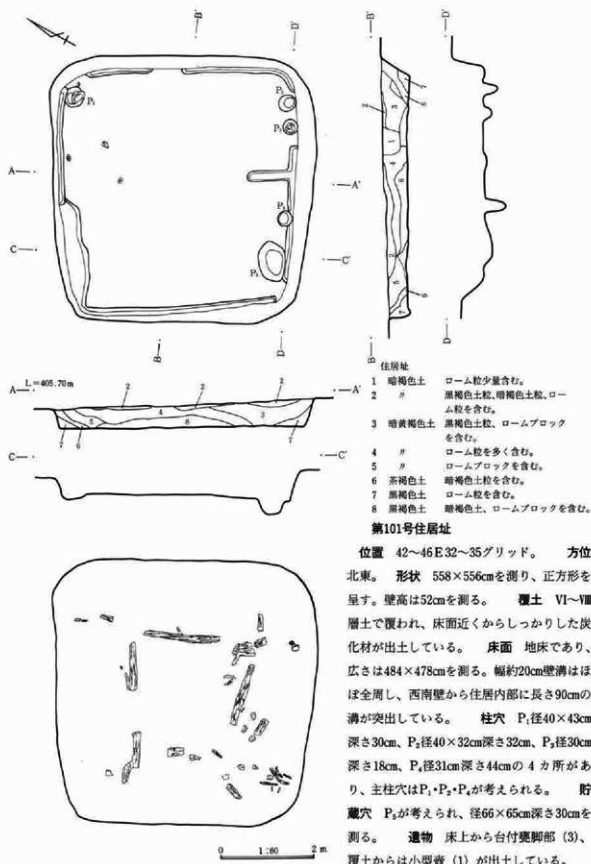 B′
D′
B′
D′
P₁
P₂
P₃
P₄
P₅
A
A′
C
C′
B
D
B
D
1
2
3
4
5
6
7
8
A
L=405.70m
A′
2
2
2
4
3
5
8
7
6
7
C
C′
住居址
1 暗褐色土 ローム粒少量含む。
2 〃 黒褐色土粒、暗褐色土粒、ロー
ム粒を含む。
3 暗黄褐色土 黒褐色土粒、ロームブロック
を含む。
4 〃 ローム粒を多く含む。
5 〃 ロームブロックを含む。
6 茶褐色土 暗褐色土粒を含む。
7 黒褐色土 ローム粒を含む。
8 黒褐色土 暗褐色土、ロームブロックを含む。
第101号住居址
位置 42～46E32～35グリッド。 方位
北東。 形状 558×556cmを測り、正方形を
呈す。壁高は52cmを測る。 覆土 VI～VIII
層土で覆われ、床面近くからしっかりした炭
化材が出土している。 床面 地床であり、
広さは484×478cmを測る。幅約20cm壁溝はほ
ぼ全周し、西南壁から住居内部に長さ90cmの
溝が突出している。 柱穴 P₁径40×43cm
深さ30cm、P₂径40×32cm深さ32cm、P₃径30cm
深さ18cm、P₄径31cm深さ44cmの4カ所があ
り、主柱穴はP₁・P₂・P₄が考えられる。 貯
蔵穴 P₅が考えられ、径66×65cm深さ30cmを
測る。 遺物 床上から台付甕脚部（3）、
覆土からは小型壺（1）が出土している。
0 1:80 2m